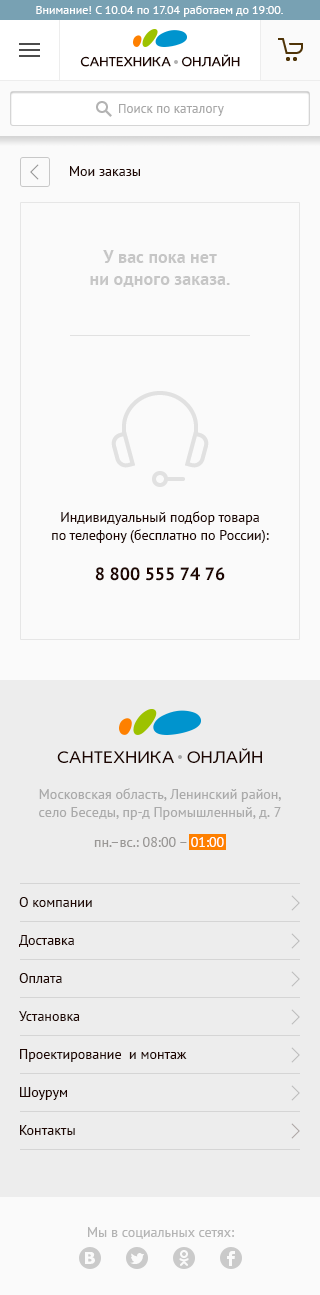 Внимание! С 10.04 по 17.04 работаем до 19:00.
САНТЕХНИКА • ОНЛАЙН
Поиск по каталогу
Мои заказы
У вас пока нет
ни одного заказа.
Индивидуальный подбор товара
по телефону (бесплатно по России):
8 800 555 74 76
САНТЕХНИКА • ОНЛАЙН
Московская область, Ленинский район,
село Беседы, пр-д Промышленный, д. 7
пн.–вс.: 08:00 – 01:00
О компании
Доставка
Оплата
Установка
Проектирование и монтаж
Шоурум
Контакты
Мы в социальных сетях: